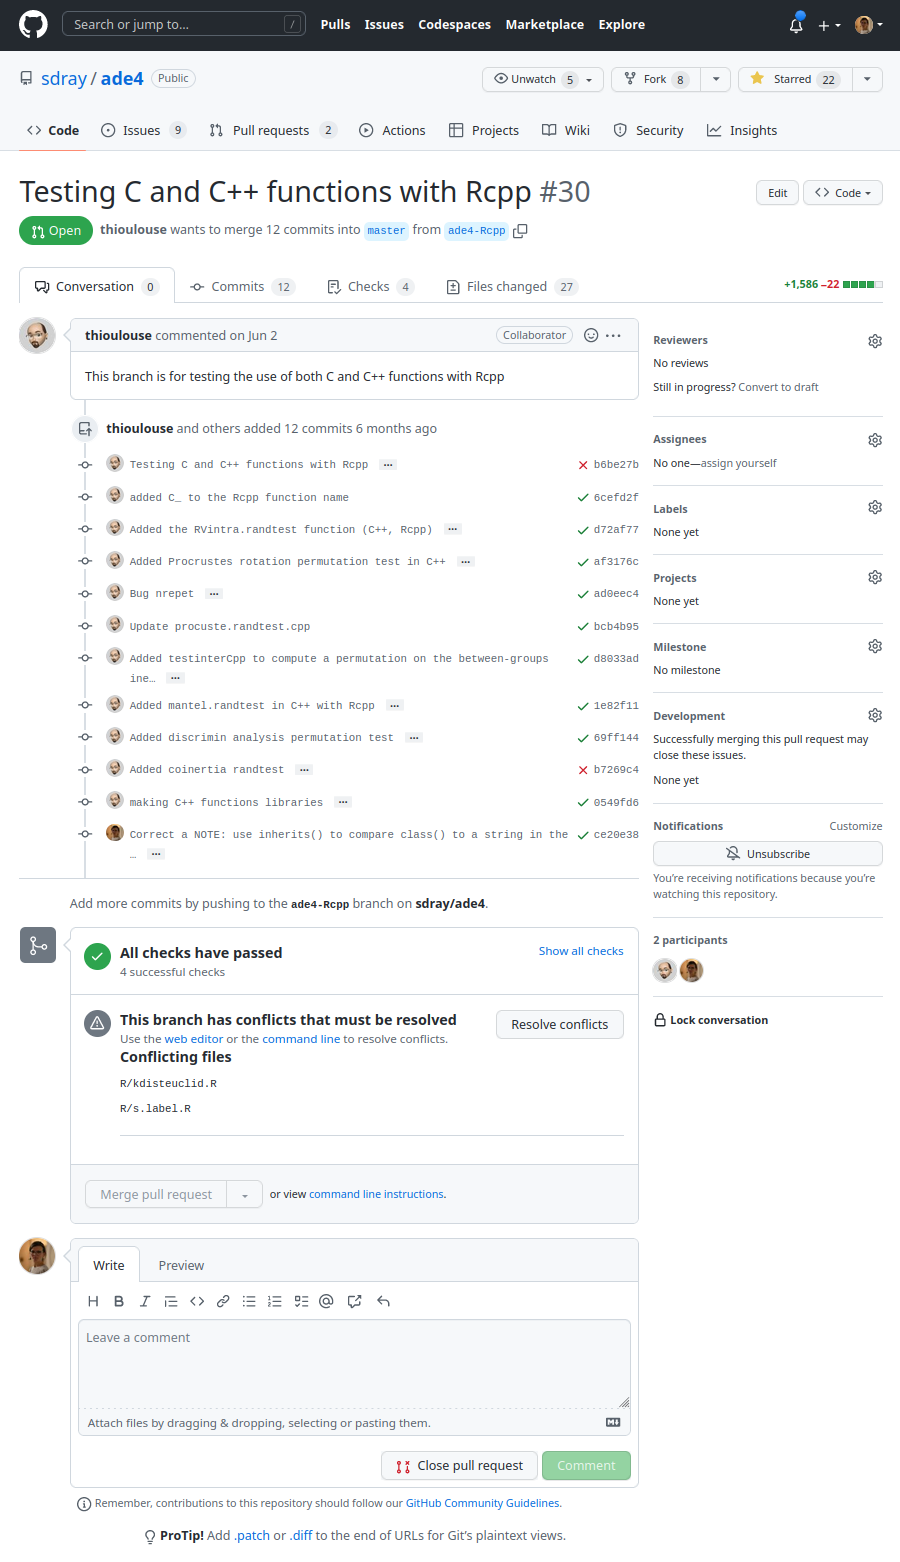 Search or jump to... /
Pulls Issues Codespaces Marketplace Explore
sdray / ade4 Public
Unwatch 5 Fork 8 Starred 22
Code Issues 9 Pull requests 2 Actions Projects Wiki Security Insights
Testing C and C++ functions with Rcpp #30
Edit Code
Open thioulouse wants to merge 12 commits into master from ade4-Rcpp
Conversation 0 Commits 12 Checks 4 Files changed 27
+1,586 −22
thioulouse commented on Jun 2 Collaborator
This branch is for testing the use of both C and C++ functions with Rcpp
thioulouse and others added 12 commits 6 months ago
Testing C and C++ functions with Rcpp ... b6be27b
added C_ to the Rcpp function name 6cefd2f
Added the RVintra.randtest function (C++, Rcpp) ... d72af77
Added Procrustes rotation permutation test in C++ ... af3176c
Bug nrepet ... ad0eec4
Update procuste.randtest.cpp bcb4b95
Added testinterCpp to compute a permutation on the between-groups d8033ad
ine… ...
Added mantel.randtest in C++ with Rcpp ... 1e82f11
Added discrimin analysis permutation test ... 69ff144
Added coinertia randtest ... b7269c4
making C++ functions libraries ... 0549fd6
Correct a NOTE: use inherits() to compare class() to a string in the ce20e38
… ...
Add more commits by pushing to the ade4-Rcpp branch on sdray/ade4.
All checks have passed Show all checks
4 successful checks
This branch has conflicts that must be resolved Resolve conflicts
Use the web editor or the command line to resolve conflicts.
Conflicting files
R/kdisteuclid.R
R/s.label.R
Merge pull request or view command line instructions.
Write Preview
Leave a comment
Attach files by dragging & dropping, selecting or pasting them.
Close pull request Comment
Remember, contributions to this repository should follow our GitHub Community Guidelines.
ProTip! Add .patch or .diff to the end of URLs for Git's plaintext views.
Reviewers
No reviews
Still in progress? Convert to draft
Assignees
No one—assign yourself
Labels
None yet
Projects
None yet
Milestone
No milestone
Development
Successfully merging this pull request may
close these issues.
None yet
Notifications Customize
Unsubscribe
You're receiving notifications because you're
watching this repository.
2 participants
Lock conversation